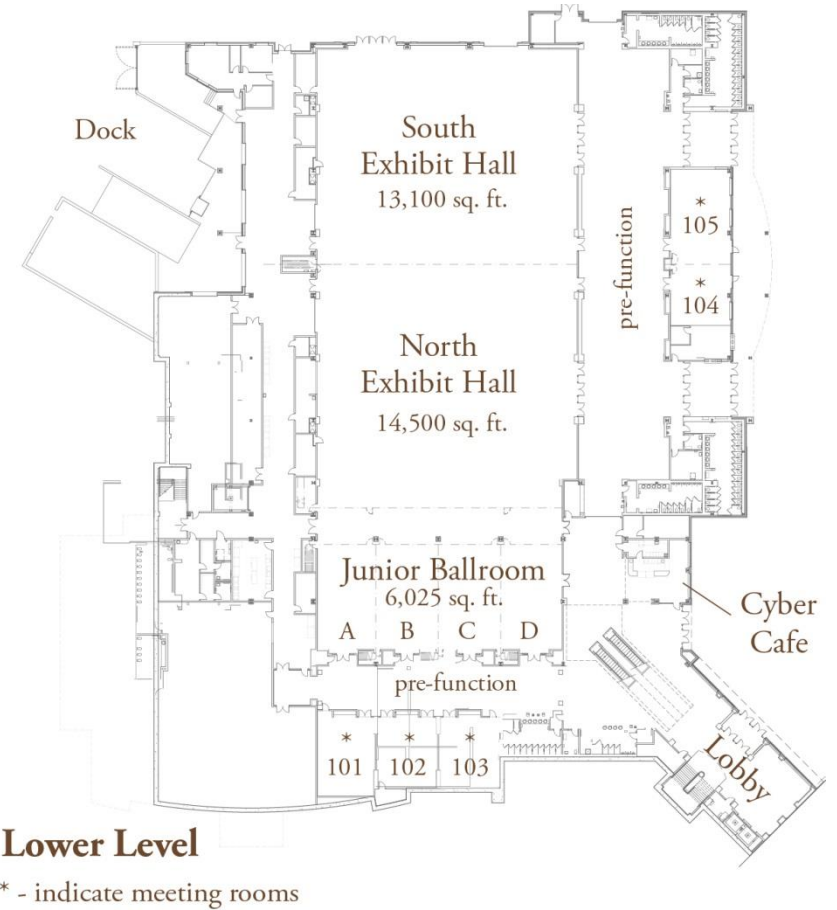 Dock
South
Exhibit Hall
13,100 sq. ft.
*
105
*
104
pre-function
North
Exhibit Hall
14,500 sq. ft.
Junior Ballroom
6,025 sq. ft.
A B C D
Cyber
Cafe
pre-function
* * *
101 102 103
Lobby
Lower Level
* - indicate meeting rooms